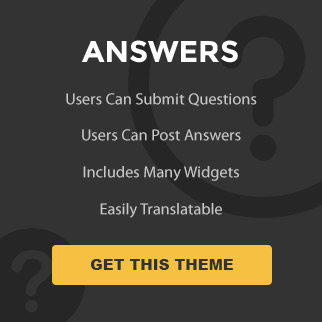 ANSWERS
Users Can Submit Questions
Users Can Post Answers
Includes Many Widgets
Easily Translatable
GET THIS THEME